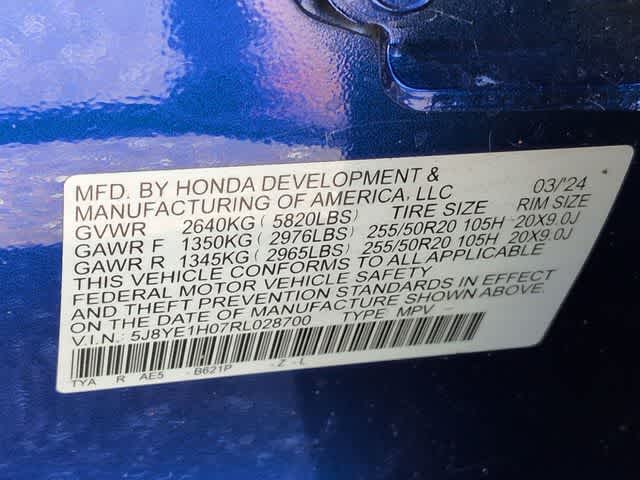 MFD. BY HONDA DEVELOPMENT &
MANUFACTURING OF AMERICA, LLC 03/'24
GVWR 2640KG ( 5820LBS) TIRE SIZE RIM SIZE
GAWR F 1350KG ( 2976LBS) 255/50R20 105H 20X9.0J
GAWR R 1345KG ( 2965LBS) 255/50R20 105H 20X9.0J
THIS VEHICLE CONFORMS TO ALL APPLICABLE
FEDERAL MOTOR VEHICLE SAFETY
AND THEFT PREVENTION STANDARDS IN EFFECT
ON THE DATE OF MANUFACTURE SHOWN ABOVE.
V.I.N.: 5J8YE1H07RL028700 TYPE MPV
TYA R AE5 - B621P - Z - L